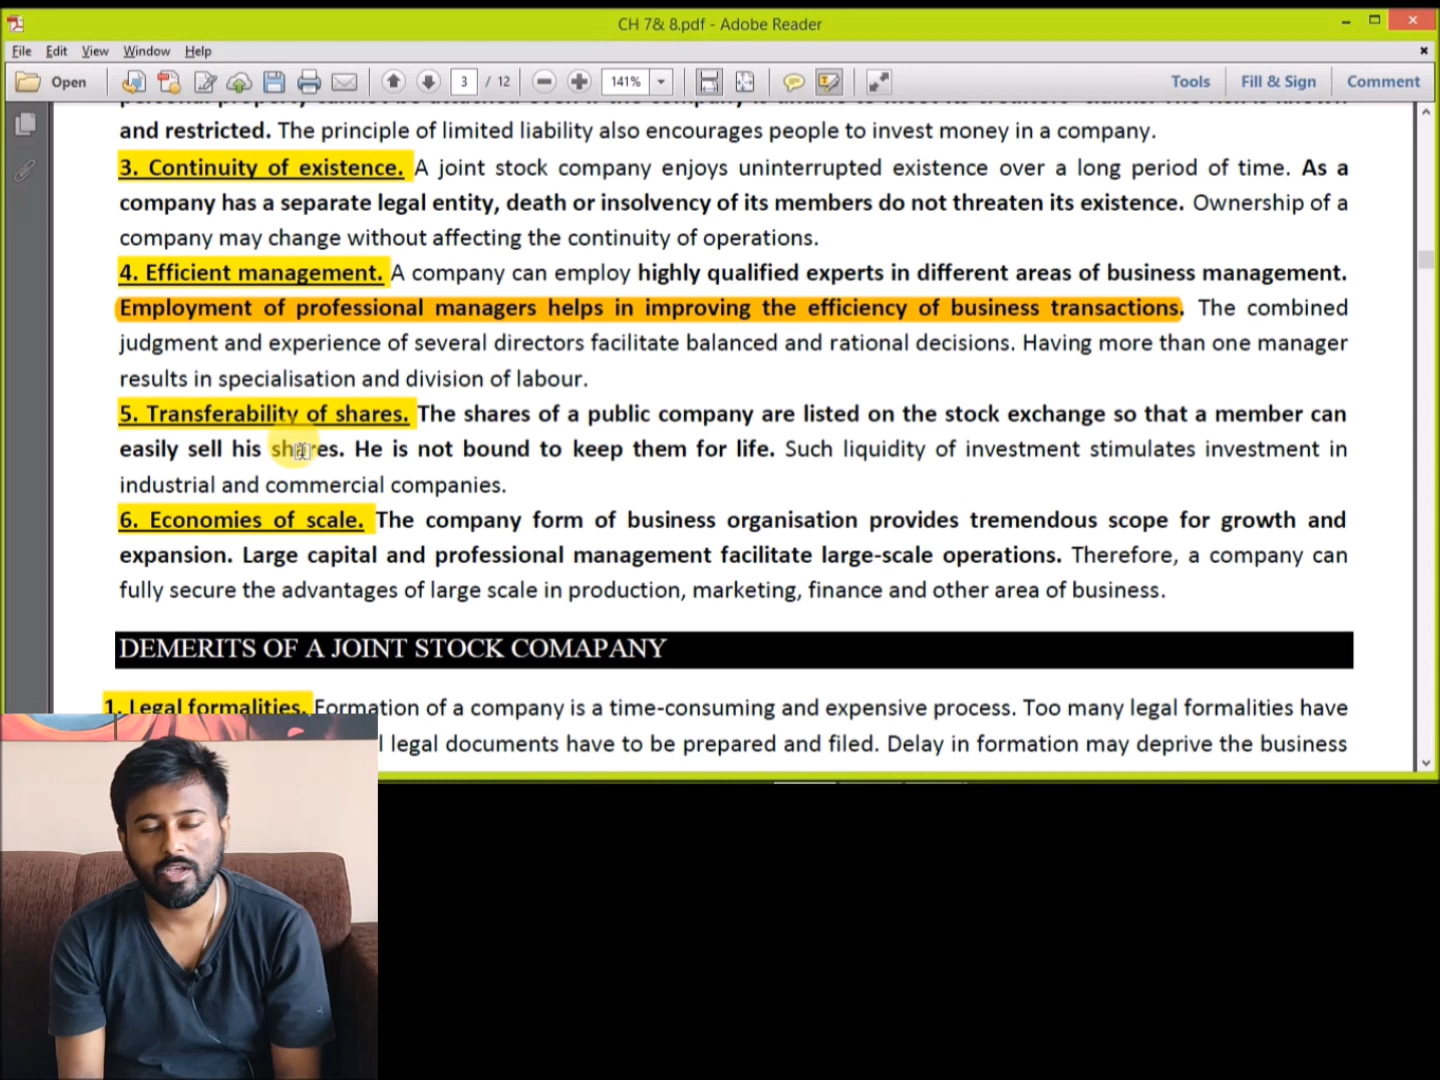 CH 7& 8.pdf - Adobe Reader
File Edit View Window Help
Open 3 / 12 141% Tools Fill & Sign Comment
and restricted. The principle of limited liability also encourages people to invest money in a company.
3. Continuity of existence. A joint stock company enjoys uninterrupted existence over a long period of time. As a
company has a separate legal entity, death or insolvency of its members do not threaten its existence. Ownership of a
company may change without affecting the continuity of operations.
4. Efficient management. A company can employ highly qualified experts in different areas of business management.
Employment of professional managers helps in improving the efficiency of business transactions. The combined
judgment and experience of several directors facilitate balanced and rational decisions. Having more than one manager
results in specialisation and division of labour.
5. Transferability of shares. The shares of a public company are listed on the stock exchange so that a member can
easily sell his shares. He is not bound to keep them for life. Such liquidity of investment stimulates investment in
industrial and commercial companies.
6. Economies of scale. The company form of business organisation provides tremendous scope for growth and
expansion. Large capital and professional management facilitate large-scale operations. Therefore, a company can
fully secure the advantages of large scale in production, marketing, finance and other area of business.
DEMERITS OF A JOINT STOCK COMAPANY
1. Legal formalities. Formation of a company is a time-consuming and expensive process. Too many legal formalities have
legal documents have to be prepared and filed. Delay in formation may deprive the business